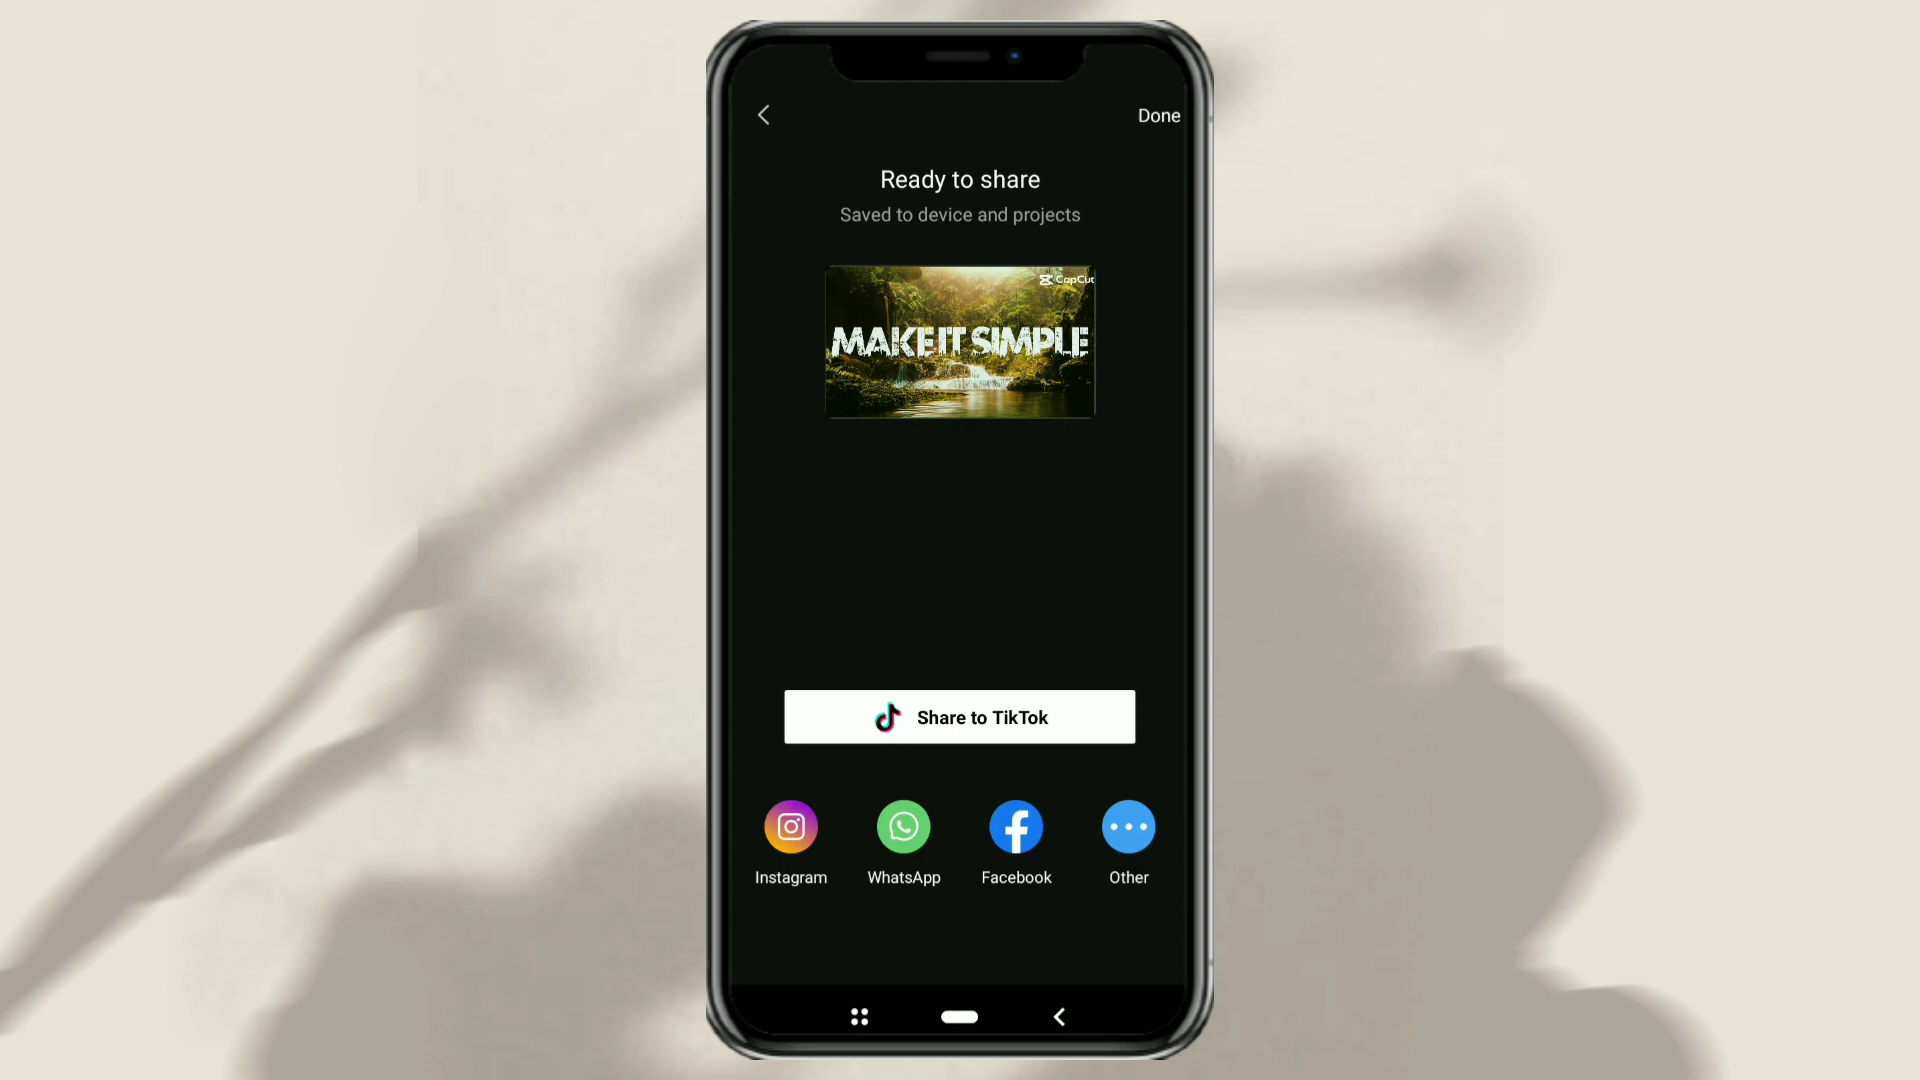 Done
Ready to share
Saved to device and projects
CapCut
MAKE IT SIMPLE
Share to TikTok
Instagram
WhatsApp
Facebook
Other